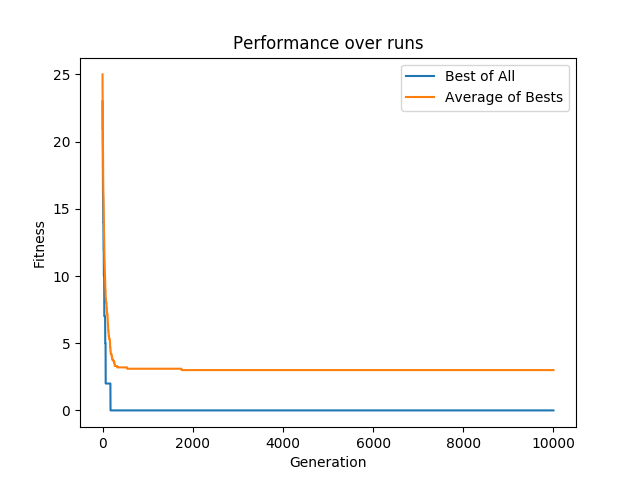 Performance over runs
Best of All
Average of Bests
25
20
15
10
5
0
Fitness
0 2000 4000 6000 8000 10000
Generation